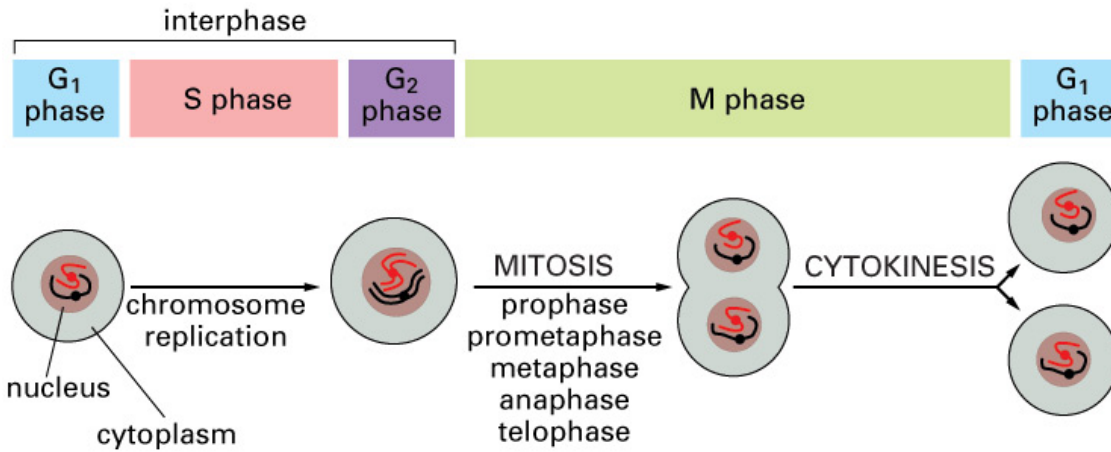 interphase
G₁
phase
S phase
G₂
phase
M phase
G₁
phase
MITOSIS
CYTOKINESIS
chromosome
replication
prophase
prometaphase
metaphase
anaphase
telophase
nucleus
cytoplasm